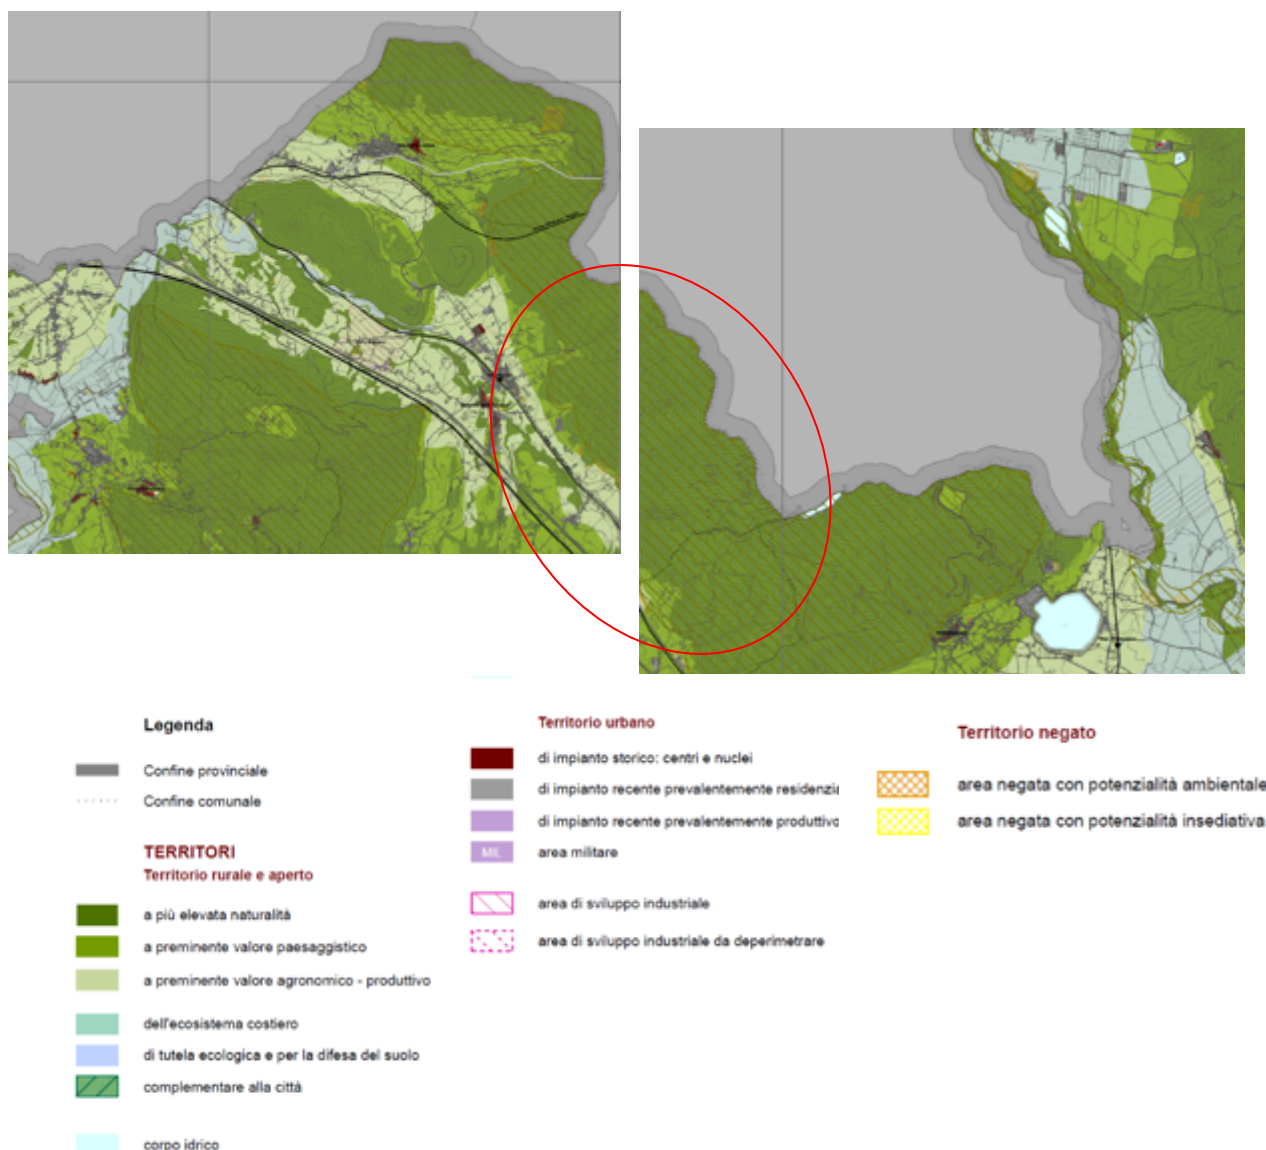 Legenda
Confine provinciale
Confine comunale
TERRITORI
Territorio rurale e aperto
a più elevata naturalità
a preminente valore paesaggistico
a preminente valore agronomico - produttivo
dell'ecosistema costiero
di tutela ecologica e per la difesa del suolo
complementare alla città
corpo idrico
Territorio urbano
di impianto storico: centri e nuclei
di impianto recente prevalentemente residenzia
di impianto recente prevalentemente produttivo
MIL
area militare
area di sviluppo industriale
area di sviluppo industriale da deperimetrare
Territorio negato
area negata con potenzialità ambientale
area negata con potenzialità insediativa